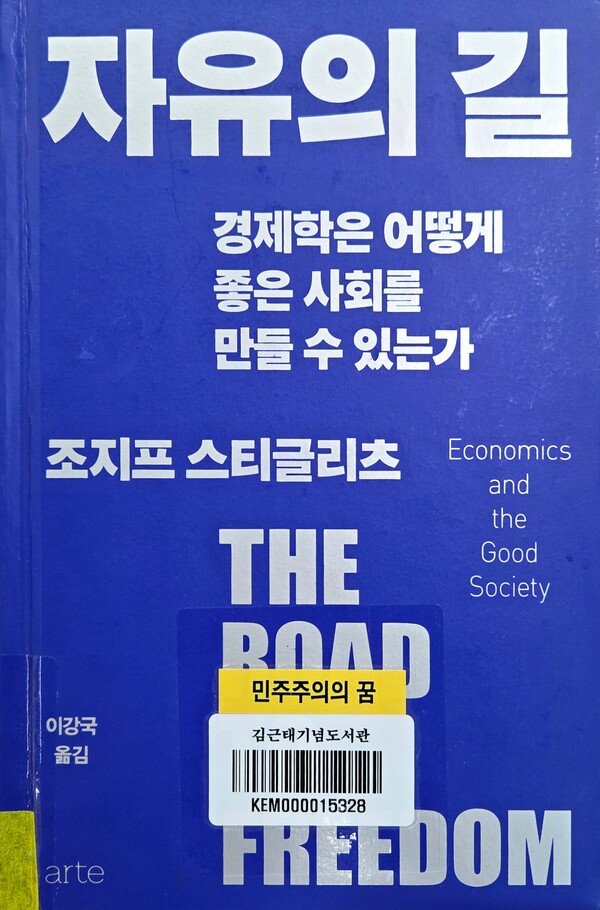 자유의 길
경제학은 어떻게
좋은 사회를
만들 수 있는가
조지프 스티글리츠
Economics
and
the
Good
Society
THE
ROAD
민주주의의 꿈
김근태기념도서관
KEM000015328
이강국
옮김
FREEDOM
arte